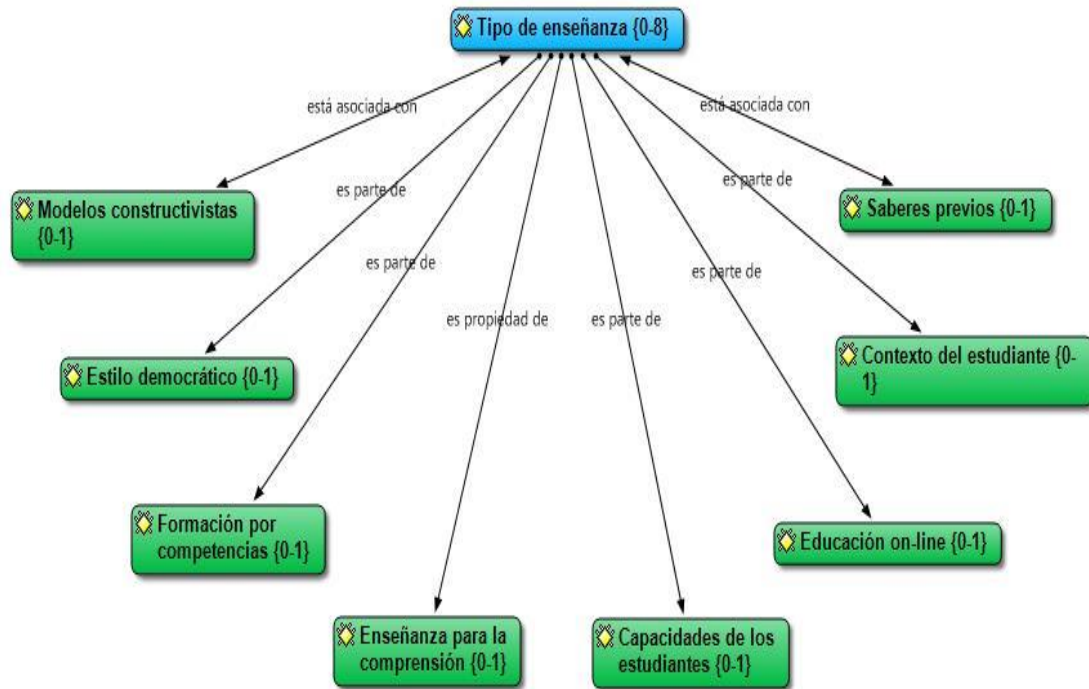 Tipo de enseñanza {0-8}
está asociada con
está asociada con
es parte de
es parte de
Modelos constructivistas
{0-1}
Saberes previos {0-1}
es parte de
es parte de
es propiedad de
es parte de
Estilo democrático {0-1}
Contexto del estudiante {0-
1}
Formación por
competencias {0-1}
Educación on-line {0-1}
Enseñanza para la
comprensión {0-1}
Capacidades de los
estudiantes {0-1}